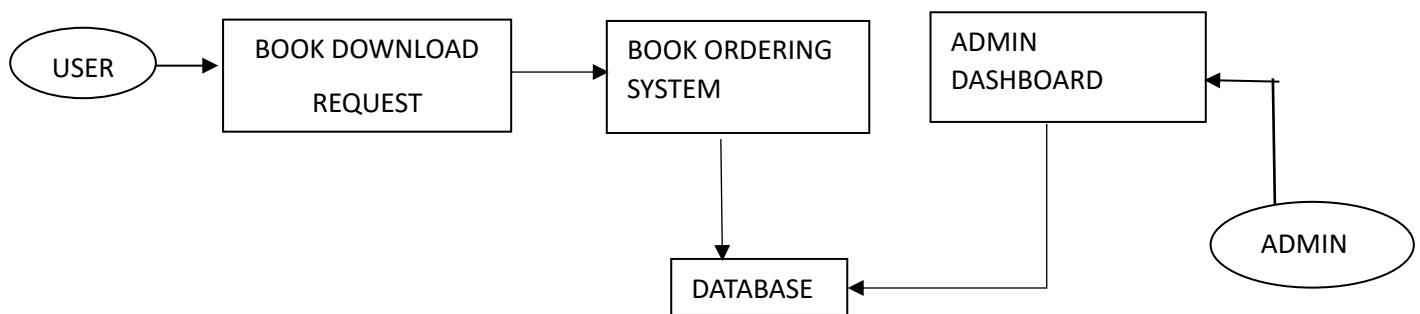 USER
BOOK DOWNLOAD
REQUEST
BOOK ORDERING
SYSTEM
ADMIN
DASHBOARD
ADMIN
DATABASE